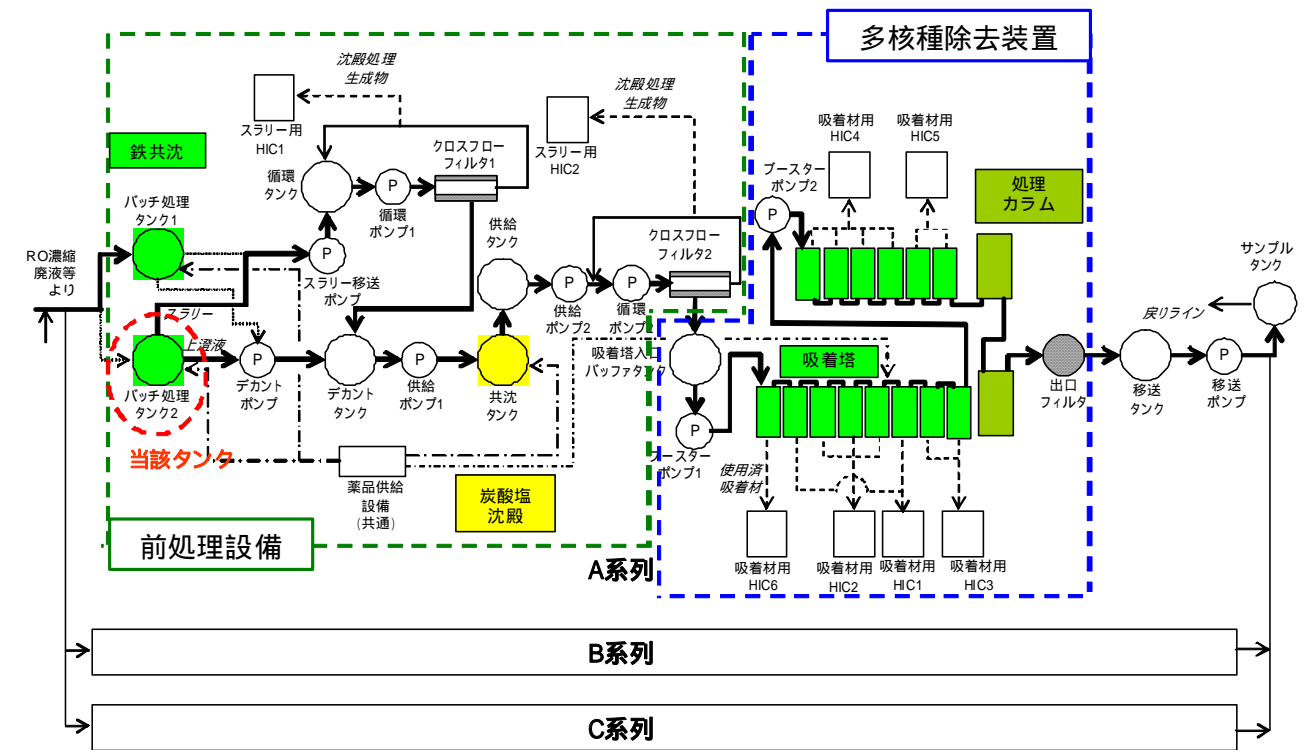 多核種除去装置
沈殿処理
生成物
沈殿処理
生成物
スラリー用
HIC1
スラリー用
HIC2
吸着材用
HIC4
吸着材用
HIC5
鉄共沈
クロスフロー
フィルタ1
循環
タンク
P
循環
ポンプ1
ブースター
ポンプ2
P
処理
カラム
バッチ処理
タンク1
供給
タンク
クロスフロー
フィルタ2
サンプル
タンク
RO濃縮
廃液等
より
P
スラリー移送
ポンプ
スラリー
P
供給
ポンプ2
P
循環
ポンプ2
戻りライン
上澄液
P
デカント
ポンプ
デカント
タンク
P
供給
ポンプ1
共沈
タンク
吸着塔入口
バッファタンク
吸着塔
出口
フィルタ
移送
タンク
P
移送
ポンプ
バッチ処理
タンク2
当該タンク
P
ブースター
ポンプ1
使用済
吸着材
薬品供給
設備
(共通)
炭酸塩
沈殿
前処理設備
吸着材用
HIC6
吸着材用
HIC2
吸着材用
HIC1
吸着材用
HIC3
A系列
B系列
C系列